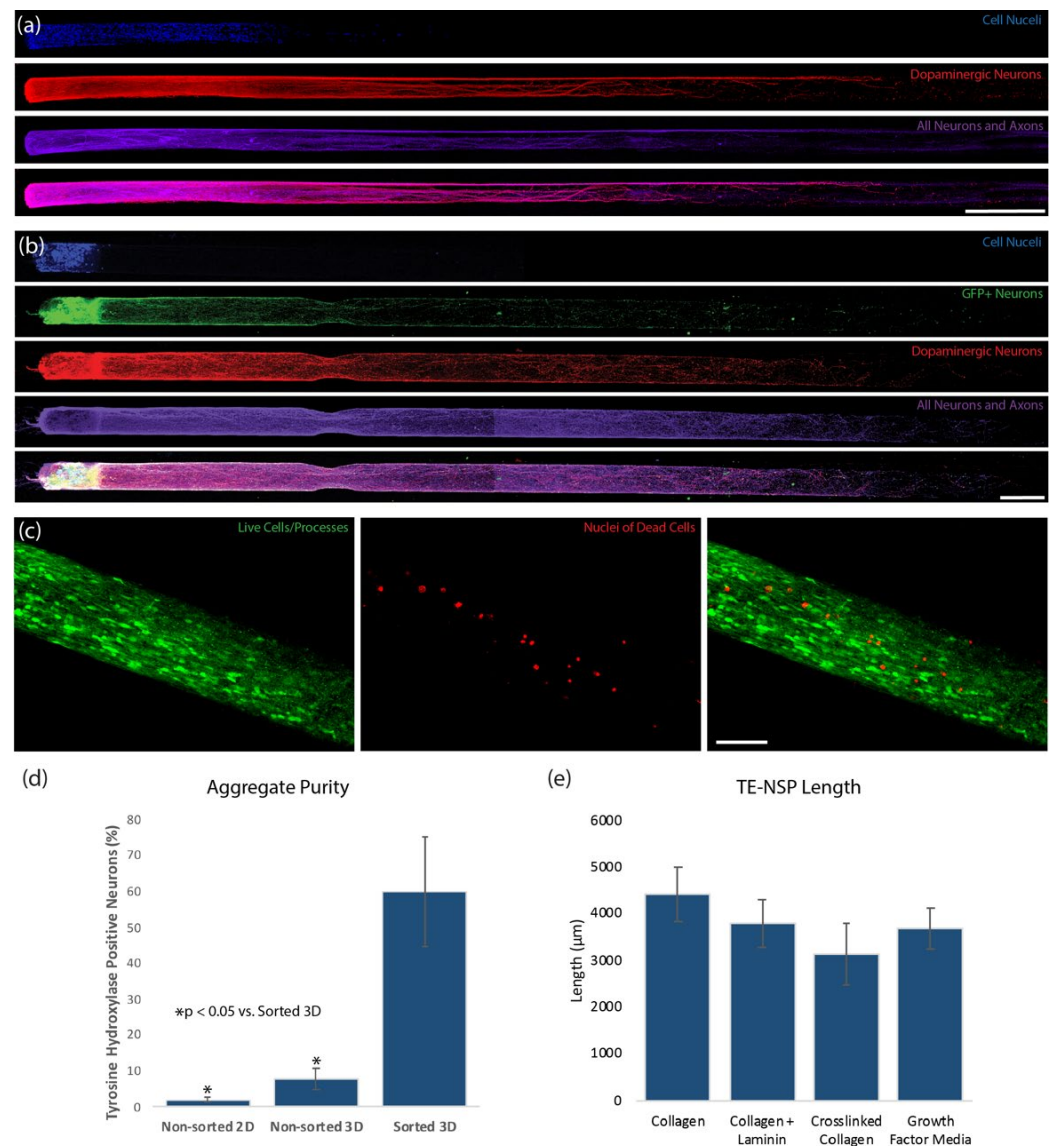 (a)
Cell Nuceli
Dopaminergic Neurons
All Neurons and Axons
(b)
Cell Nuceli
GFP+ Neurons
Dopaminergic Neurons
All Neurons and Axons
(c)
Live Cells/Processes
Nuclei of Dead Cells
(d)
Aggregate Purity
Tyrosine Hydroxylase Positive Neurons (%)
80
70
60
50
40
30
20
10
0
*p < 0.05 vs. Sorted 3D
*
*
Non-sorted 2D
Non-sorted 3D
Sorted 3D
(e)
TE-NSP Length
Length (µm)
6000
5000
4000
3000
2000
1000
0
Collagen
Collagen +
Laminin
Crosslinked
Collagen
Growth
Factor Media